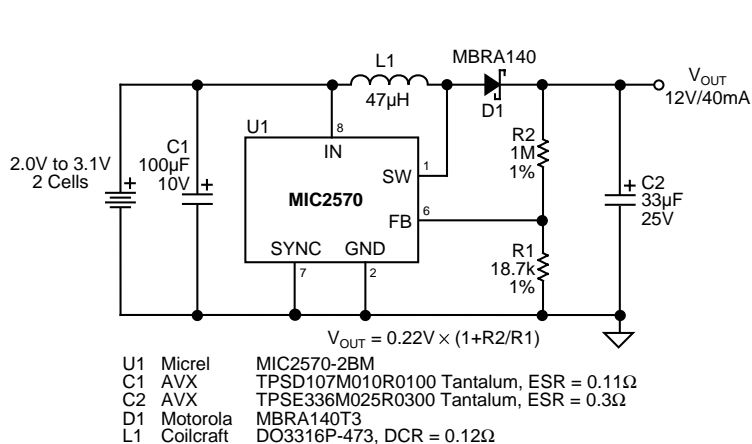 L1
47µH
MBRA140
D1
VOUT
12V/40mA
U1
8
IN
C1
100µF
10V
+
2.0V to 3.1V
2 Cells
+
SW
1
MIC2570
FB
6
SYNC
GND
7
2
R2
1M
1%
R1
18.7k
1%
+
C2
33µF
25V
VOUT = 0.22V × (1+R2/R1)
U1 Micrel MIC2570-2BM
C1 AVX TPSD107M010R0100 Tantalum, ESR = 0.11Ω
C2 AVX TPSE336M025R0300 Tantalum, ESR = 0.3Ω
D1 Motorola MBRA140T3
L1 Coilcraft DO3316P-473, DCR = 0.12Ω